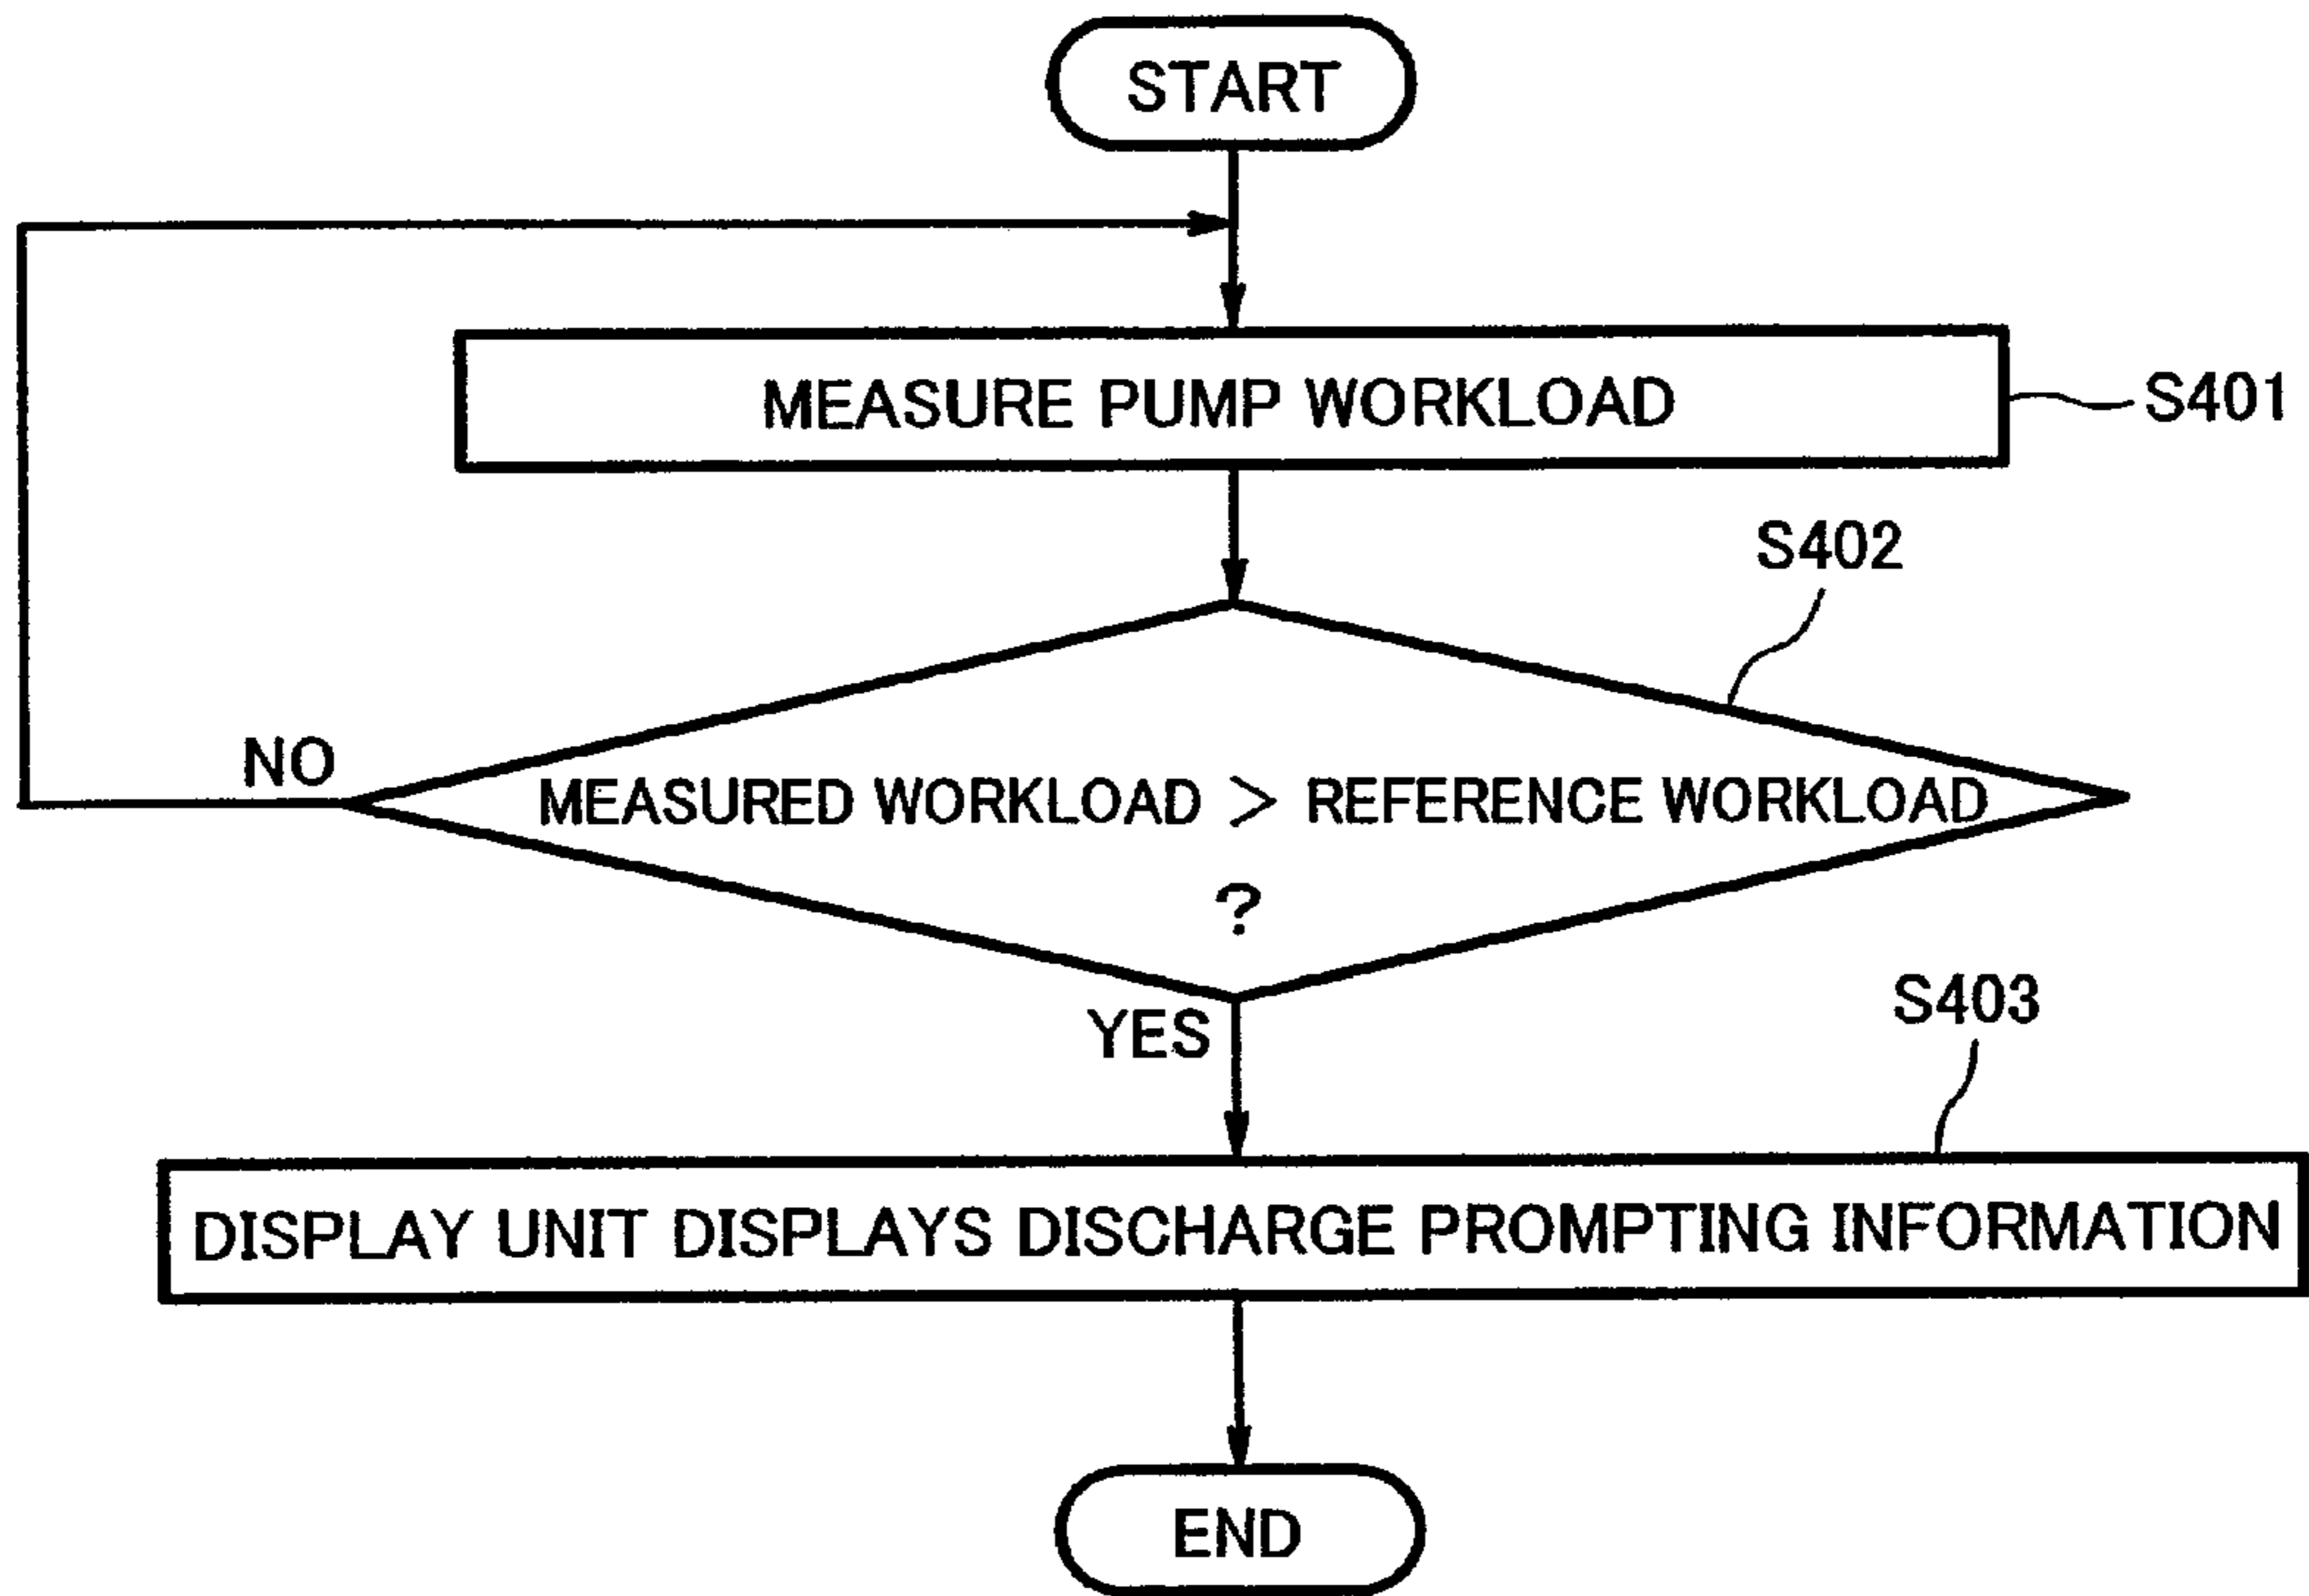 START
MEASURE PUMP WORKLOAD
S401
S402
NO
MEASURED WORKLOAD > REFERENCE WORKLOAD
?
YES
S403
DISPLAY UNIT DISPLAYS DISCHARGE PROMPTING INFORMATION
END